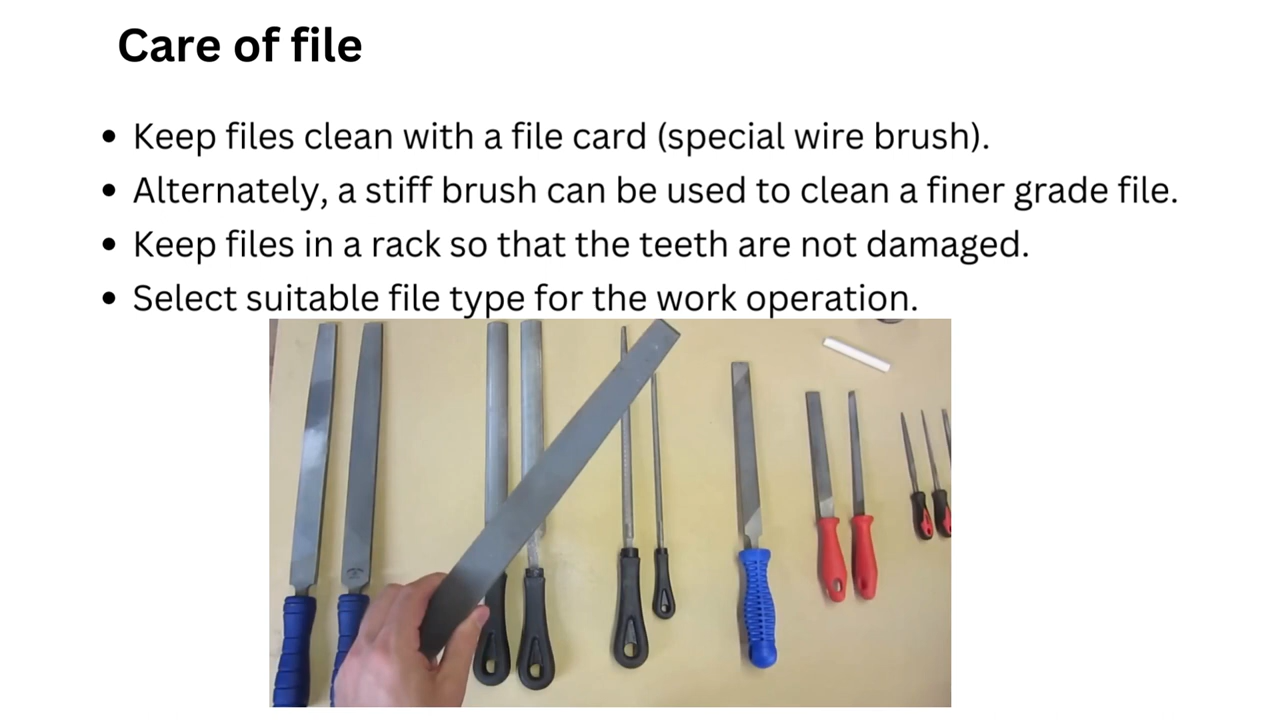 Care of file
• Keep files clean with a file card (special wire brush).
• Alternately, a stiff brush can be used to clean a finer grade file.
• Keep files in a rack so that the teeth are not damaged.
• Select suitable file type for the work operation.